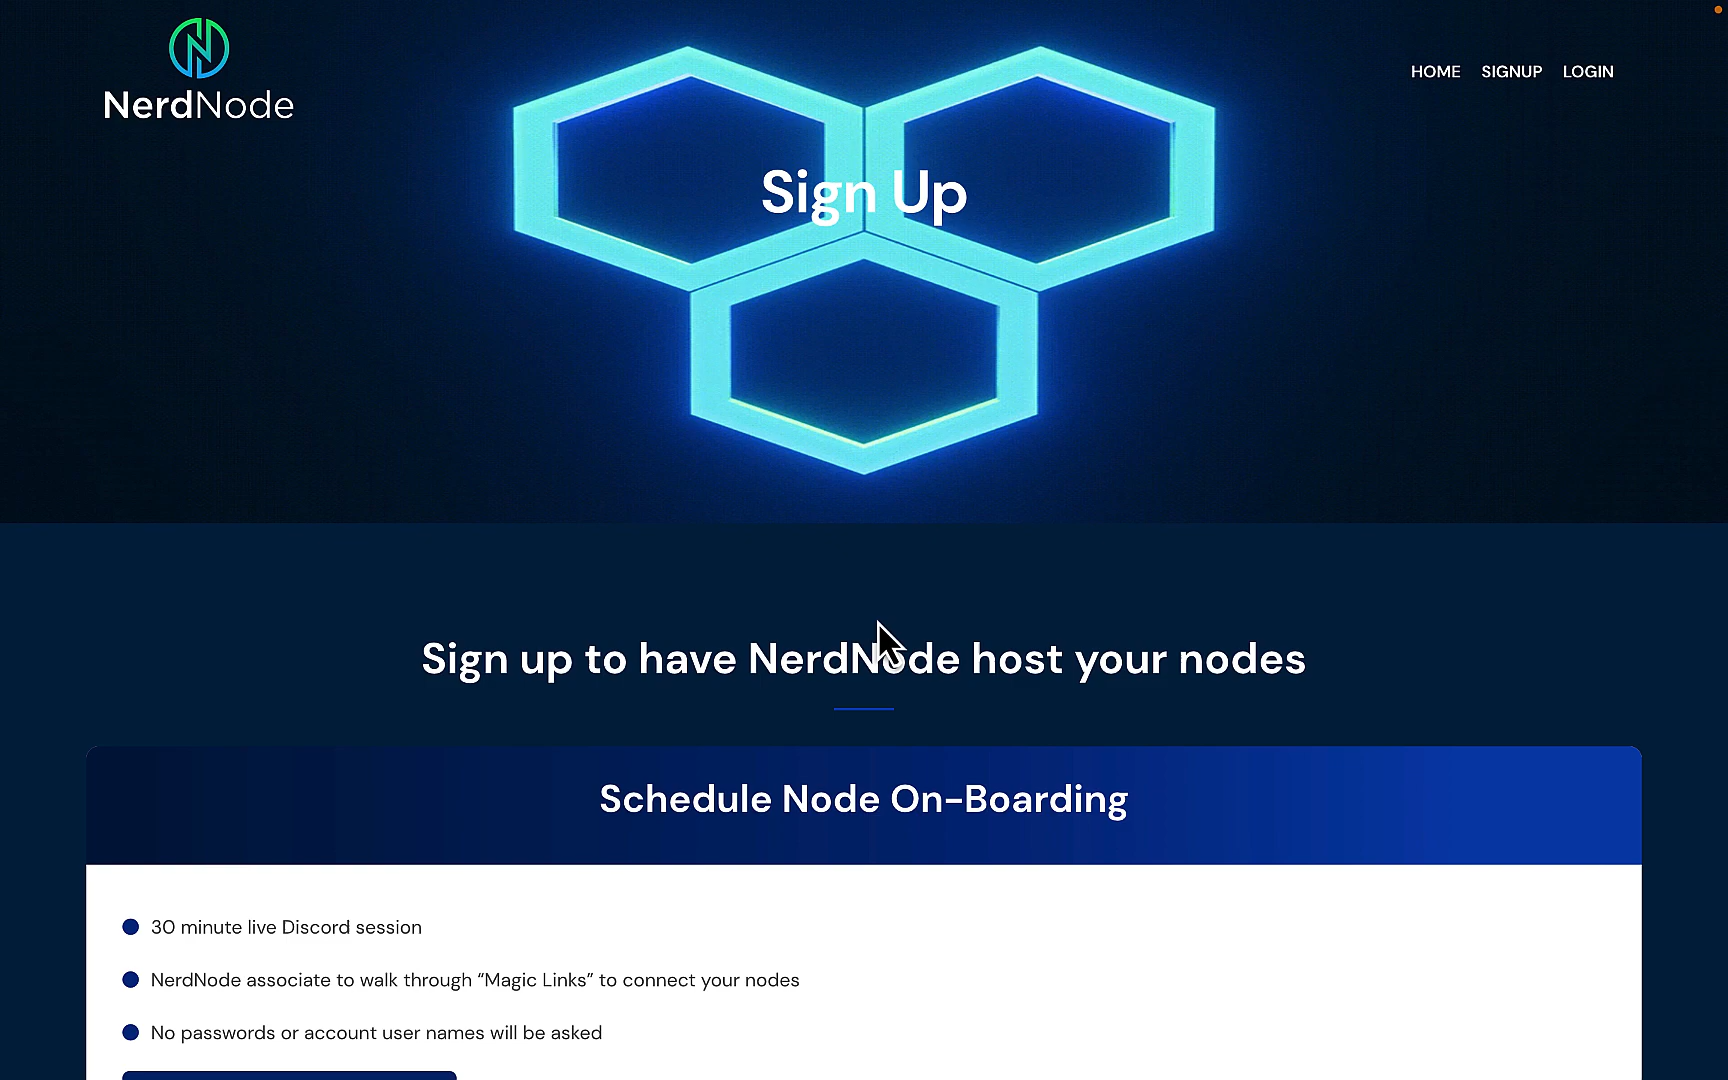 NerdNode
HOME SIGNUP LOGIN
Sign Up
Sign up to have NerdNode host your nodes
Schedule Node On-Boarding
30 minute live Discord session
NerdNode associate to walk through “Magic Links” to connect your nodes
No passwords or account user names will be asked